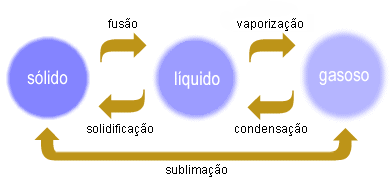 fusão
vaporização
sólido
líquido
gasoso
solidificação
condensação
sublimação